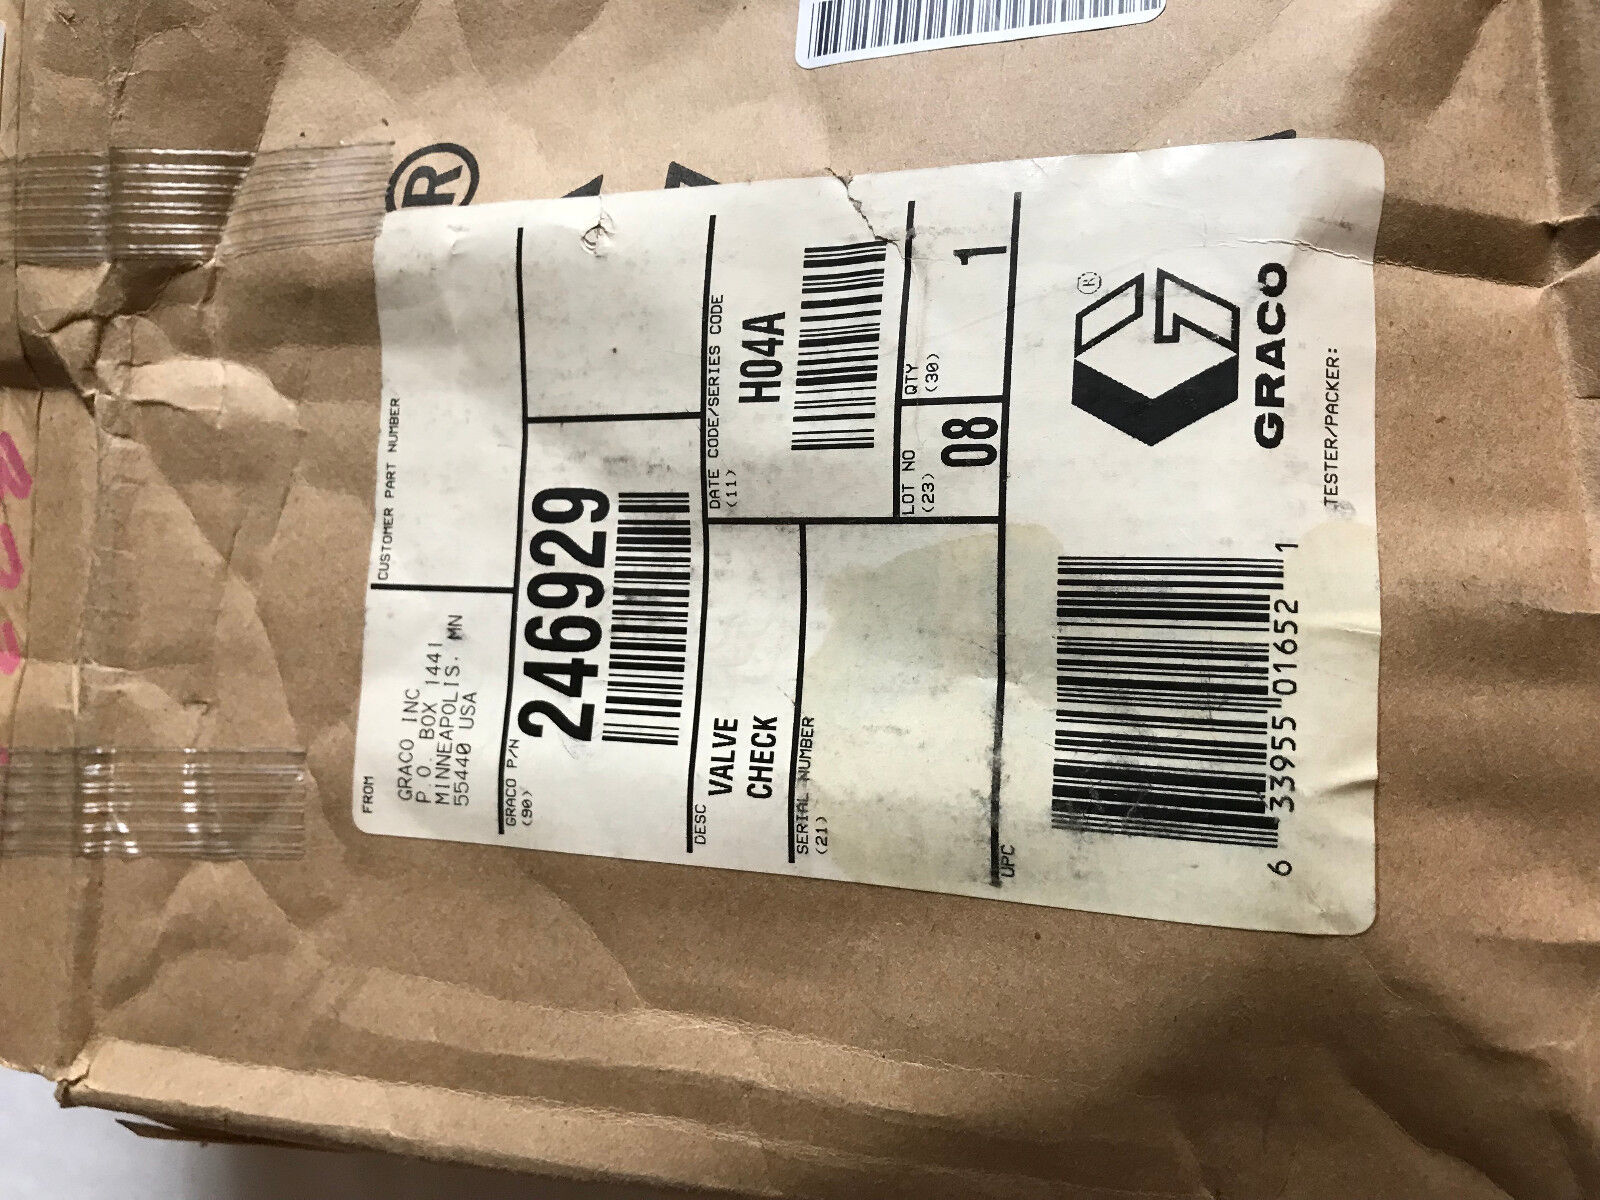 FROM
GRACO INC
P.O. BOX 1441
MINNEAPOLIS. MN
55440 USA
CUSTOMER PART NUMBER
GRACO P/N
(90)
246929
DESC
VALVE
CHECK
DATE CODE/SERIES CODE
(11)
H04A
SERIAL NUMBER
(21)
LOT NO
(23)
08
QTY
(30)
1
UPC
6 33955 01652 1
®
GRACO
TESTER/PACKER:
®